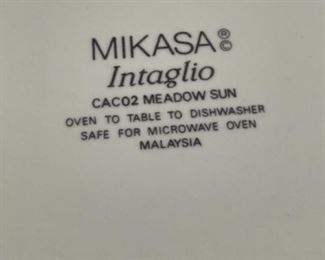 MIKASA®©
Intaglio
CAC02 MEADOW SUN
OVEN TO TABLE TO DISHWASHER
SAFE FOR MICROWAVE OVEN
MALAYSIA